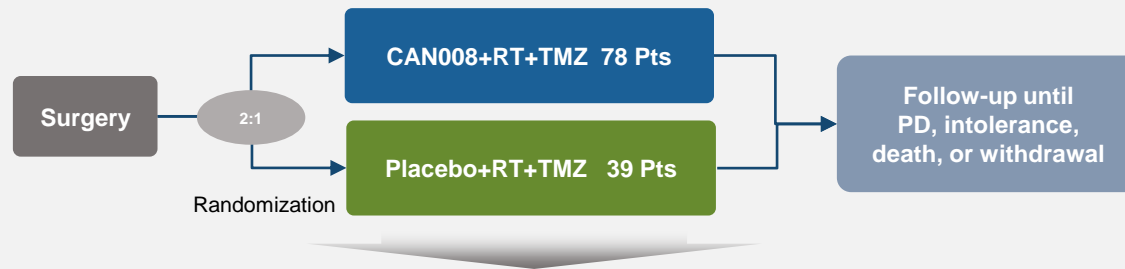 Surgery
2:1
Randomization
CAN008+RT+TMZ 78 Pts
Placebo+RT+TMZ 39 Pts
Follow-up until
PD, intolerance,
death, or withdrawal